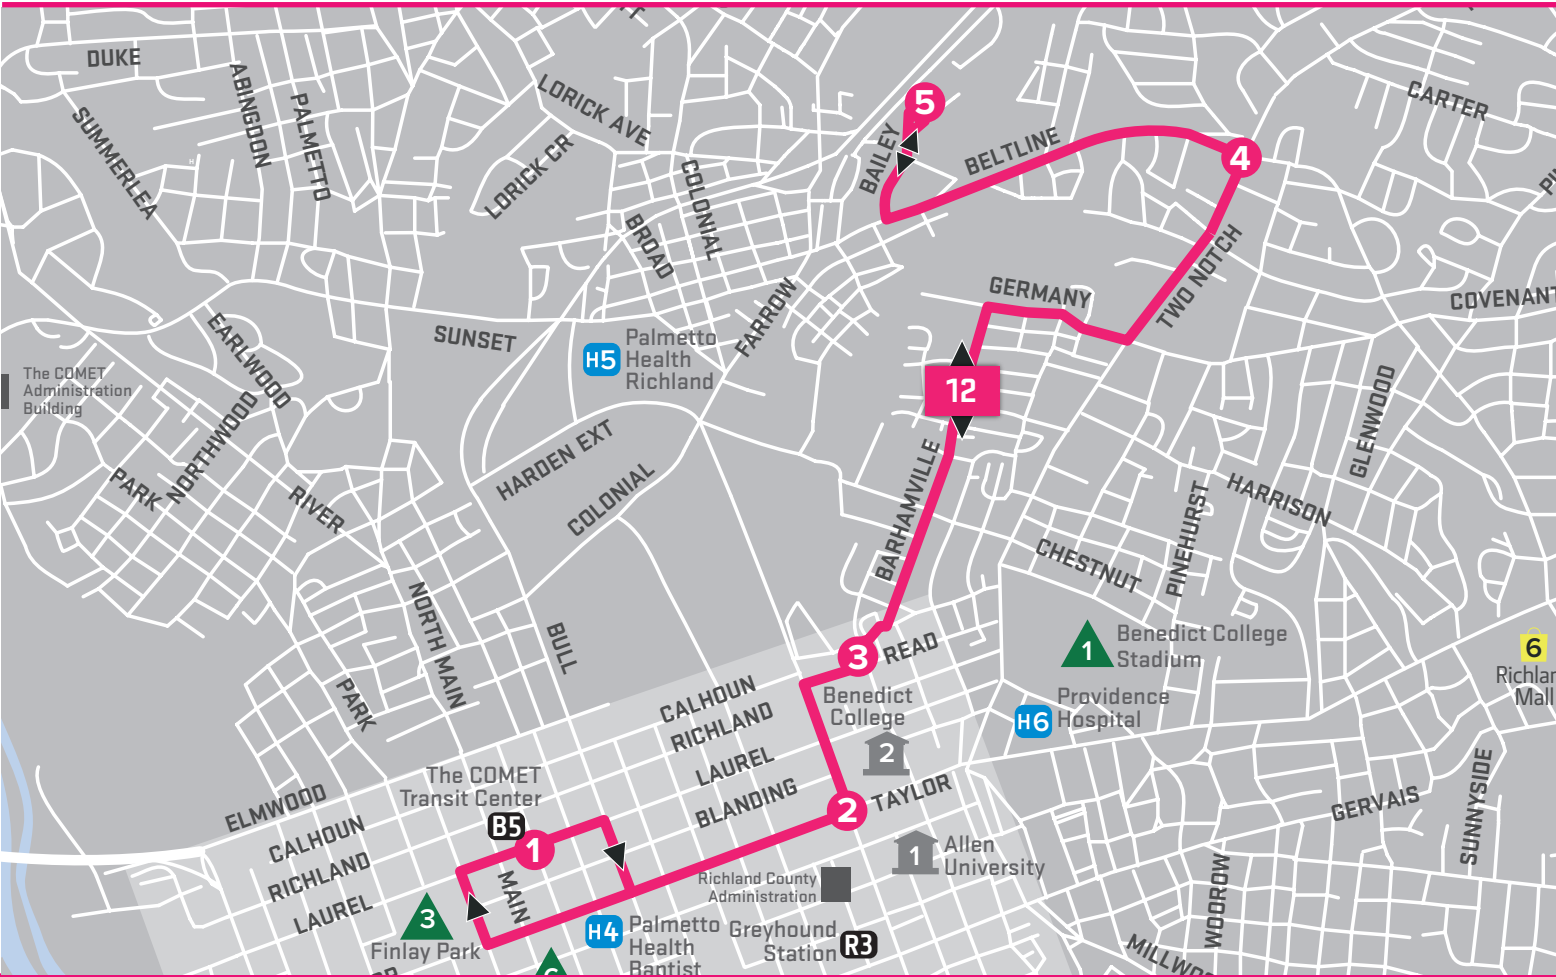 DUKE
ABINGDON
PALMETTO
SUMMERLEA
LORICK AVE
LORICK CR
COLONIAL
BROAD
5
BAILEY
BELTLINE
4
CARTER
TWO NOTCH
GERMANY
COVENANT
FARROW
SUNSET
H5
Palmetto
Health
Richland
EARLWOOD
The COMET
Administration
Building
NORTHWOOD
PARK
RIVER
12
HARDEN EXT
COLONIAL
BARHAMVILLE
GLENWOOD
HARRISON
PINEHURST
CHESTNUT
NORTH MAIN
BULL
PARK
1
Benedict College
Stadium
6
Richlan
Mall
3
READ
CALHOUN
RICHLAND
LAUREL
BLANDING
Benedict
College
2
H6
Providence
Hospital
The COMET
Transit Center
B5
1
ELMWOOD
CALHOUN
RICHLAND
LAUREL
MAIN
2
TAYLOR
1
Allen
University
GERVAIS
SUNNYSIDE
WOODROW
MILLWO
Richland County
Administration
3
Finlay Park
H4
Palmetto
Health
Baptist
Greyhound
Station
R3